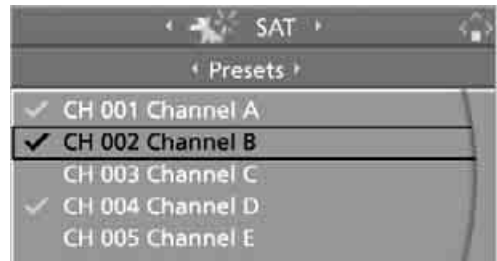 SAT
Presets
CH 001 Channel A
CH 002 Channel B
CH 003 Channel C
CH 004 Channel D
CH 005 Channel E